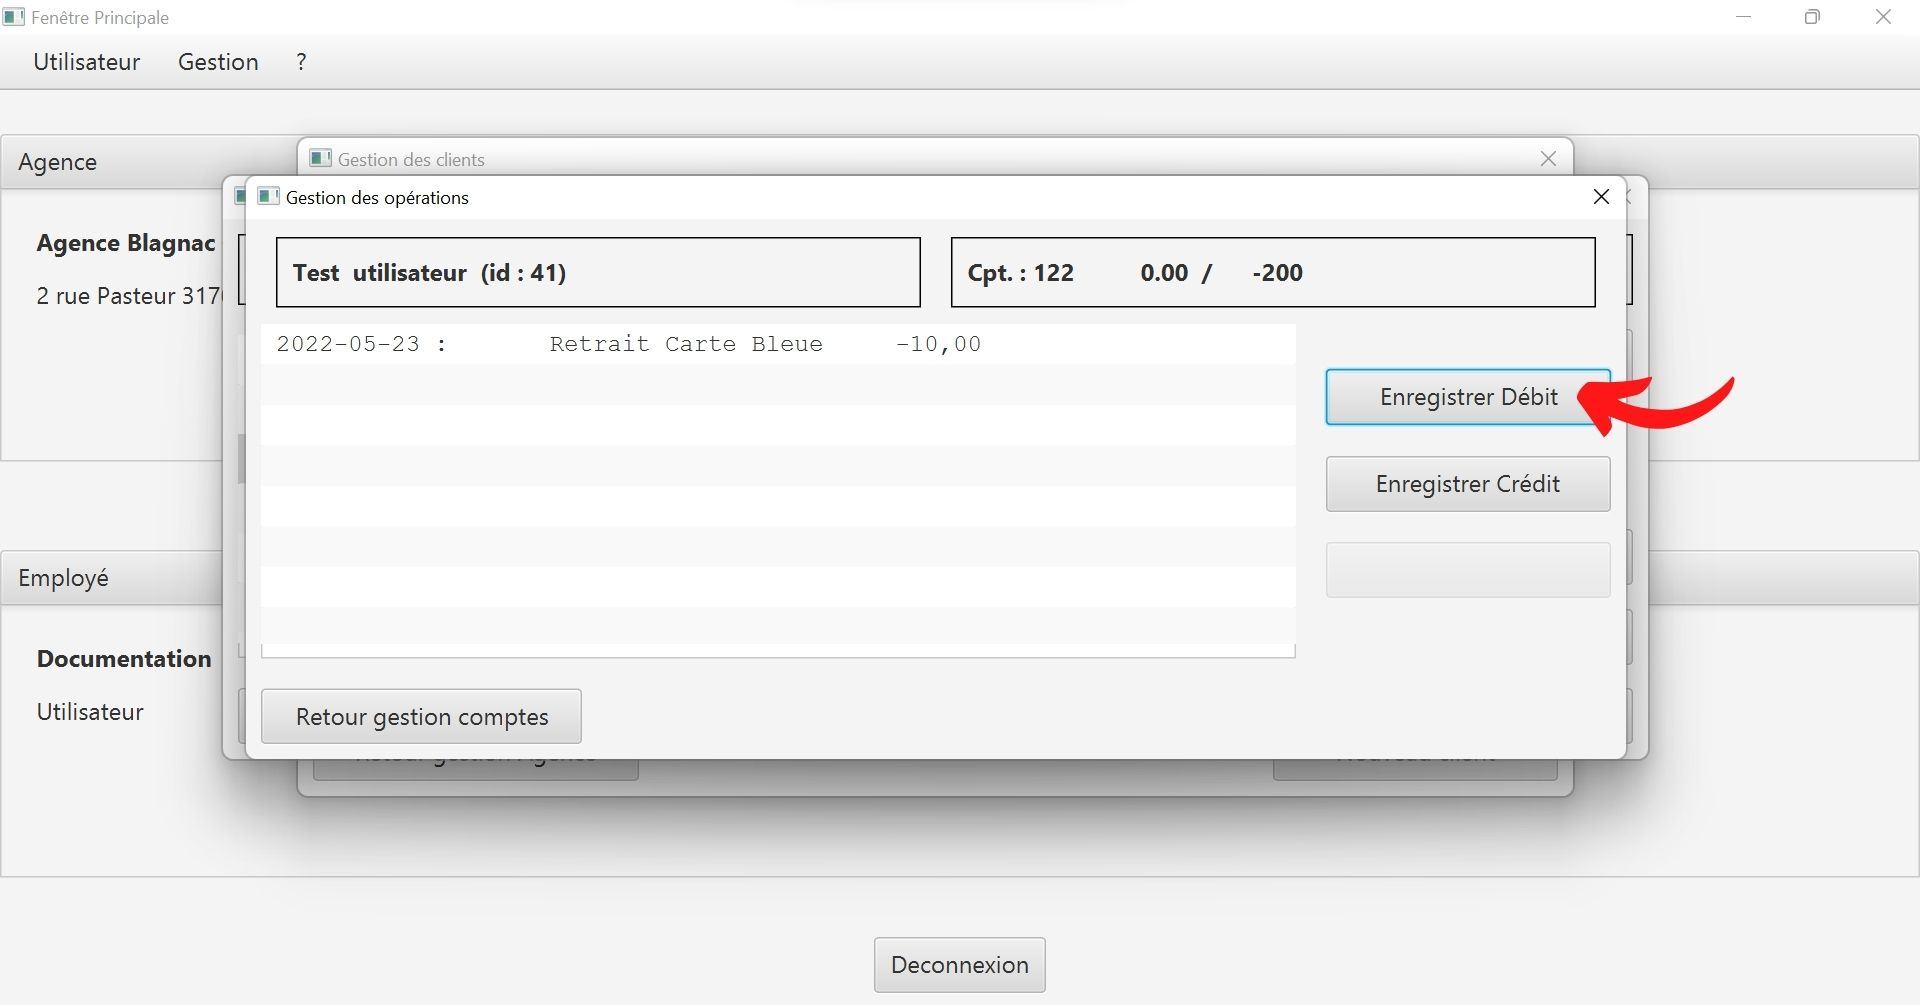 Fenêtre Principale
Utilisateur Gestion ?
Agence
Gestion des clients
Gestion des opérations
Agence Blagnac
2 rue Pasteur 317
Test utilisateur (id : 41)
Cpt. : 122 0.00 / -200
2022-05-23 : Retrait Carte Bleue -10,00
Enregistrer Débit
Enregistrer Crédit
Employé
Documentation
Utilisateur
Retour gestion comptes
Deconnexion